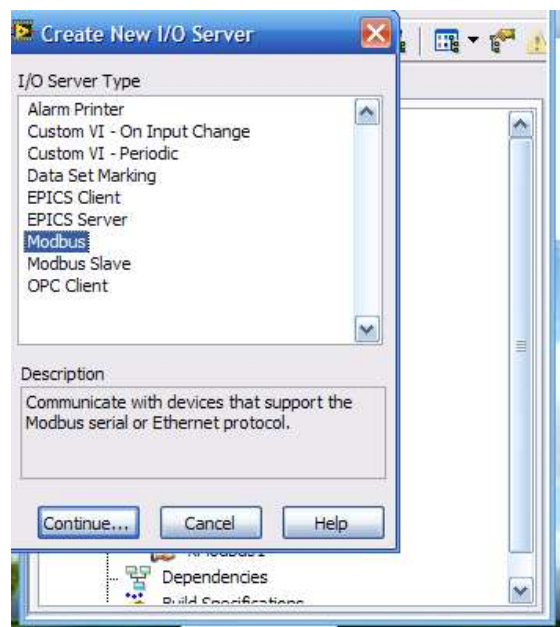 Create New I/O Server
I/O Server Type
Alarm Printer
Custom VI - On Input Change
Custom VI - Periodic
Data Set Marking
EPICS Client
EPICS Server
Modbus
Modbus Slave
OPC Client
Description
Communicate with devices that support the
Modbus serial or Ethernet protocol.
Continue... Cancel Help
Dependencies
Build Specifications